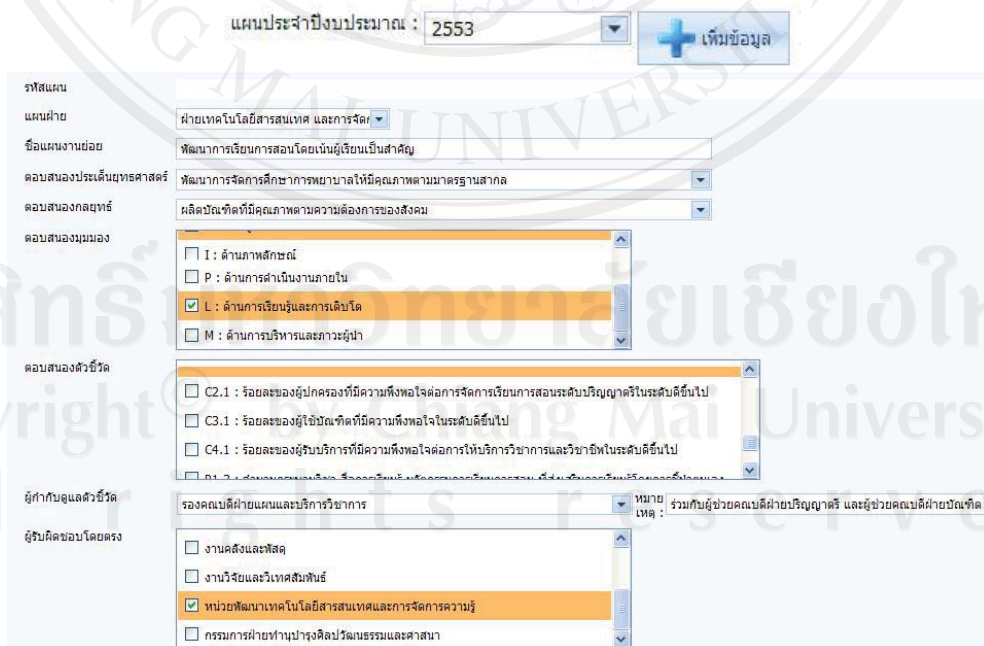 แผนประจำปีงบประมาณ : 2553 เพิ่มข้อมูล
รหัสแผน
แผนฝ่าย ฝ่ายเทคโนโลยีสารสนเทศ และการจัดก
ชื่อแผนงานย่อย พัฒนาการเรียนการสอนโดยเน้นผู้เรียนเป็นสำคัญ
ตอบสนองประเด็นยุทธศาสตร์ พัฒนาการจัดการศึกษาการพยาบาลให้มีคุณภาพตามมาตรฐานสากล
ตอบสนองกลยุทธ์ ผลิตบัณฑิตที่มีคุณภาพตามความต้องการของสังคม
ตอบสนองมุมมอง
I : ด้านภาพลักษณ์
P : ด้านการดำเนินงานภายใน
L : ด้านการเรียนรู้และการเติบโต
M : ด้านการบริหารและภาวะผู้นำ
ตอบสนองตัวชี้วัด
C2.1 : ร้อยละของผู้ปกครองที่มีความพึงพอใจต่อการจัดการเรียนการสอนระดับปริญญาตรีในระดับดีขึ้นไป
C3.1 : ร้อยละของผู้ใช้บัณฑิตที่มีความพึงพอใจในระดับดีขึ้นไป
C4.1 : ร้อยละของผู้รับบริการที่มีความพึงพอใจต่อการให้บริการวิชาการและวิชาชีพในระดับดีขึ้นไป
ผู้กำกับดูแลตัวชี้วัด รองคณบดีฝ่ายแผนและบริการวิชาการ หมายเหตุ : ร่วมกับผู้ช่วยคณบดีฝ่ายปริญญาตรี และผู้ช่วยคณบดีฝ่ายบัณฑิต
ผู้รับผิดชอบโดยตรง
งานคลังและพัสดุ
งานวิจัยและวิเทศสัมพันธ์
หน่วยพัฒนาเทคโนโลยีสารสนเทศและการจัดการความรู้
กรรมการฝ่ายทำนุบำรุงศิลปวัฒนธรรมและศาสนา
MAI UNIVERS
by Chiang Mai Univers
rights reserve